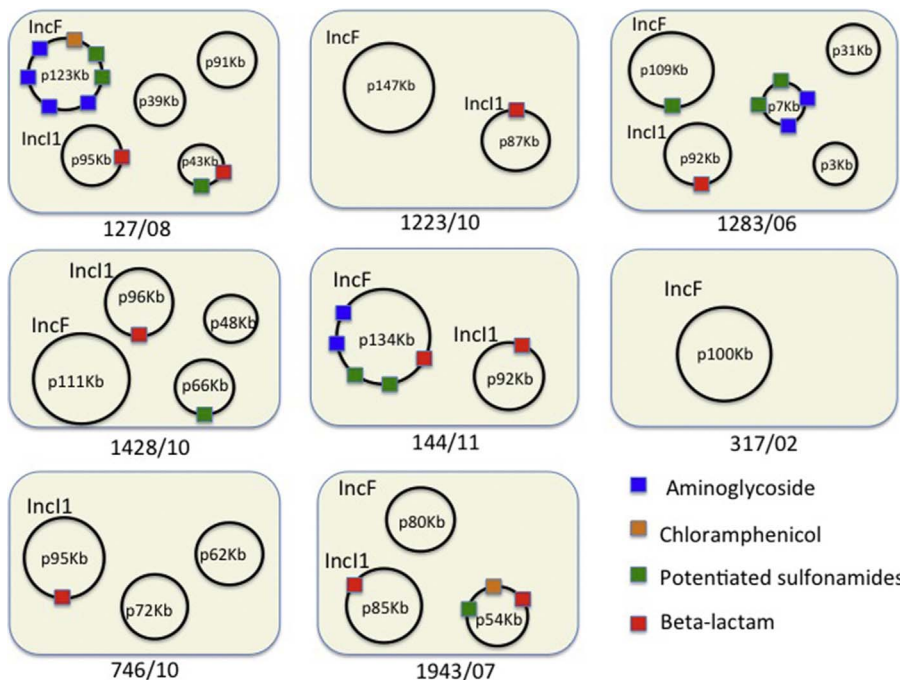 IncF
p123Kb
p91Kb
p39Kb
IncI1
p95Kb
p43Kb
127/08
IncF
p147Kb
IncI1
p87Kb
1223/10
IncF
p109Kb
p31Kb
p7Kb
IncI1
p92Kb
p3Kb
1283/06
IncI1
p96Kb
IncF
p48Kb
p111Kb
p66Kb
1428/10
IncF
p134Kb
IncI1
p92Kb
144/11
IncF
p100Kb
317/02
IncI1
p95Kb
p62Kb
p72Kb
746/10
IncF
p80Kb
IncI1
p85Kb
p54Kb
1943/07
Aminoglycoside
Chloramphenicol
Potentiated sulfonamides
Beta-lactam